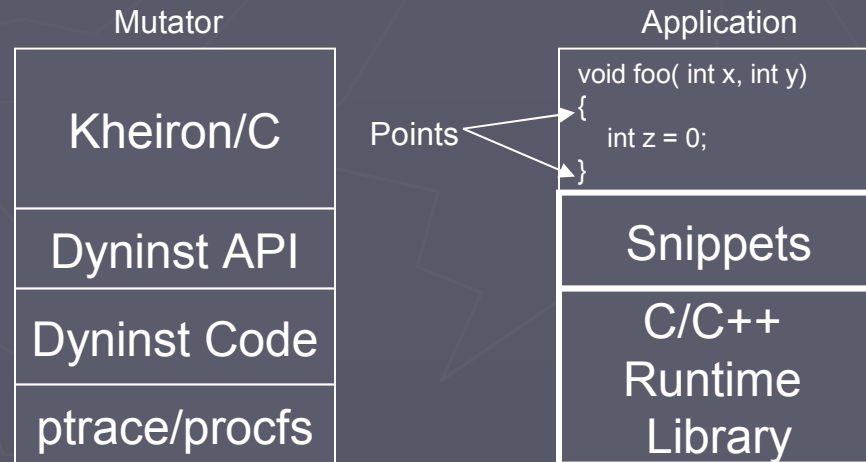 Mutator
Kheiron/C
Dyninst API
Dyninst Code
ptrace/procfs
Points
Application
void foo( int x, int y)
{
int z = 0;
}
Snippets
C/C++
Runtime
Library